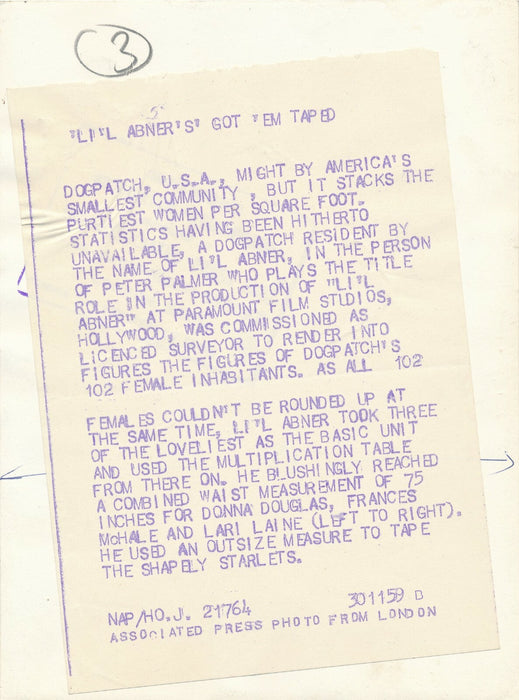 3
"LI"L ABNER"S" GOT "EM TAPED
DOGPATCH, U.S.A., MIGHT BY AMERICA'S
SMALLEST COMMUNITY , BUT IT STACKS THE
PURTIEST WOMEN PER SQUARE FOOT.
STATISTICS HAVING BEEN HITHERTO
UNAVAILABLE, A DOGPATCH RESIDENT BY
THE NAME OF LI"L ABNER, IN THE PERSON
OF PETER PALMER WHO PLAYS THE TITLE
ROLE IN THE PRODUCTION OF "LI"L
ABNER" AT PARAMOUNT FILM STUDIOS,
HOLLYWOOD, WAS COMMISSIONED AS
LICENCED SURVEYOR TO RENDER INTO
FIGURES THE FIGURES OF DOGPATCH"S
102 FEMALE INHABITANTS. AS ALL 102
FEMALES COULDN"T BE ROUNDED UP AT
THE SAME TIME, LI"L ABNER TOOK THREE
OF THE LOVELIEST AS THE BASIC UNIT
AND USED THE MULTIPLICATION TABLE
FROM THERE ON. HE BLUSHINGLY REACHED
A COMBINED WAIST MEASUREMENT OF 75
INCHES FOR DONNA DOUGLAS, FRANCES
McHALE AND LARI LAINE (LEFT TO RIGHT).
HE USED AN OUTSIZE MEASURE TO TAPE
THE SHAPELY STARLETS.
NAP/HO.J. 21764 301159 D
ASSOCIATED PRESS PHOTO FROM LONDON